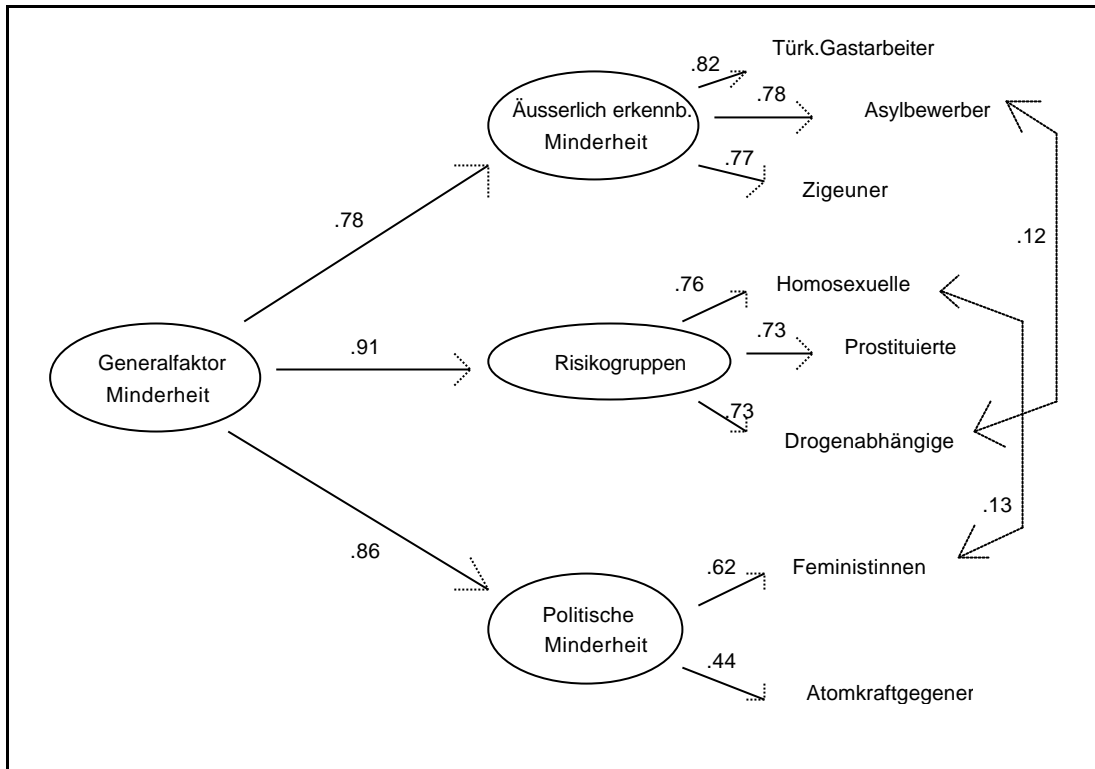 Türk.Gastarbeiter
.82
Äusserlich erkennb.
Minderheit
.78
Asylbewerber
.77
Zigeuner
.78
.12
.76
Homosexuelle
Generalfaktor
Minderheit
.91
Risikogruppen
.73
Prostituierte
.73
Drogenabhängige
.13
.86
.62
Feministinnen
Politische
Minderheit
.44
Atomkraftgegener